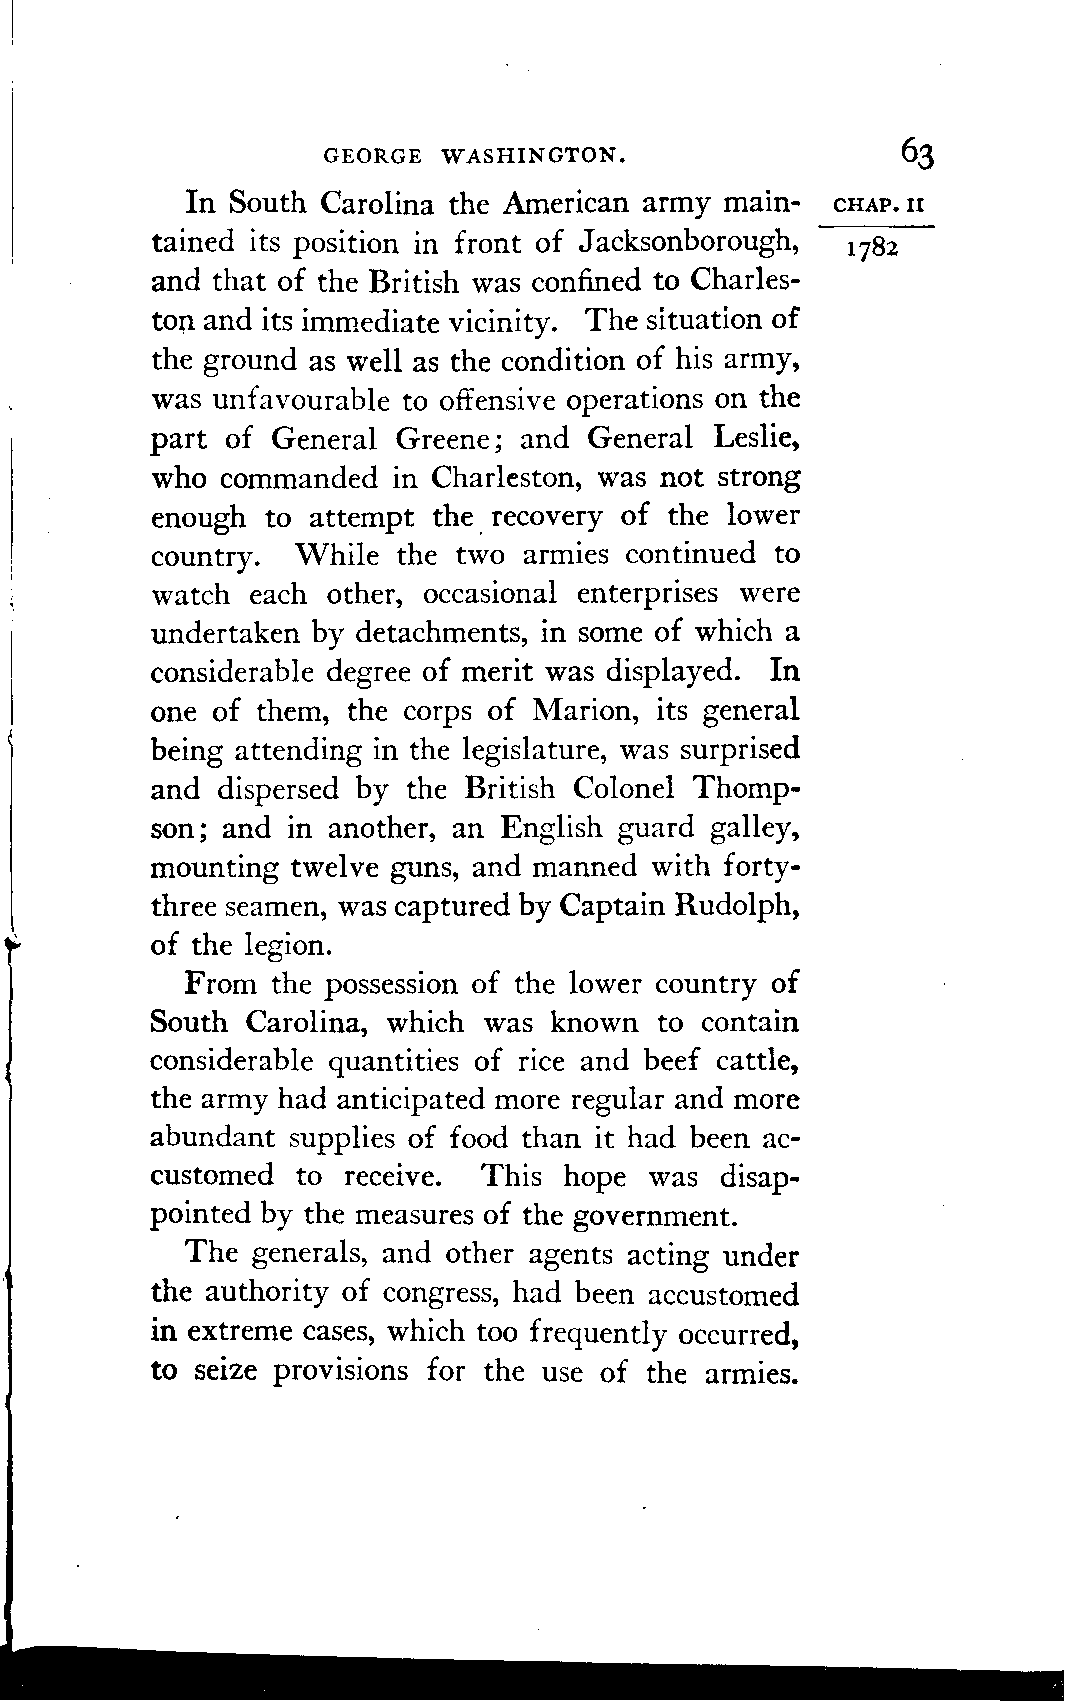 GEORGE WASHINGTON. 63
In South Carolina the American army main- CHAP. II
tained its position in front of Jacksonborough, 1782
and that of the British was confined to Charles-
ton and its immediate vicinity. The situation of
the ground as well as the condition of his army,
was unfavourable to offensive operations on the
part of General Greene; and General Leslie,
who commanded in Charleston, was not strong
enough to attempt the recovery of the lower
country. While the two armies continued to
watch each other, occasional enterprises were
undertaken by detachments, in some of which a
considerable degree of merit was displayed. In
one of them, the corps of Marion, its general
being attending in the legislature, was surprised
and dispersed by the British Colonel Thomp-
son; and in another, an English guard galley,
mounting twelve guns, and manned with forty-
three seamen, was captured by Captain Rudolph,
of the legion.
From the possession of the lower country of
South Carolina, which was known to contain
considerable quantities of rice and beef cattle,
the army had anticipated more regular and more
abundant supplies of food than it had been ac-
customed to receive. This hope was disap-
pointed by the measures of the government.
The generals, and other agents acting under
the authority of congress, had been accustomed
in extreme cases, which too frequently occurred,
to seize provisions for the use of the armies.